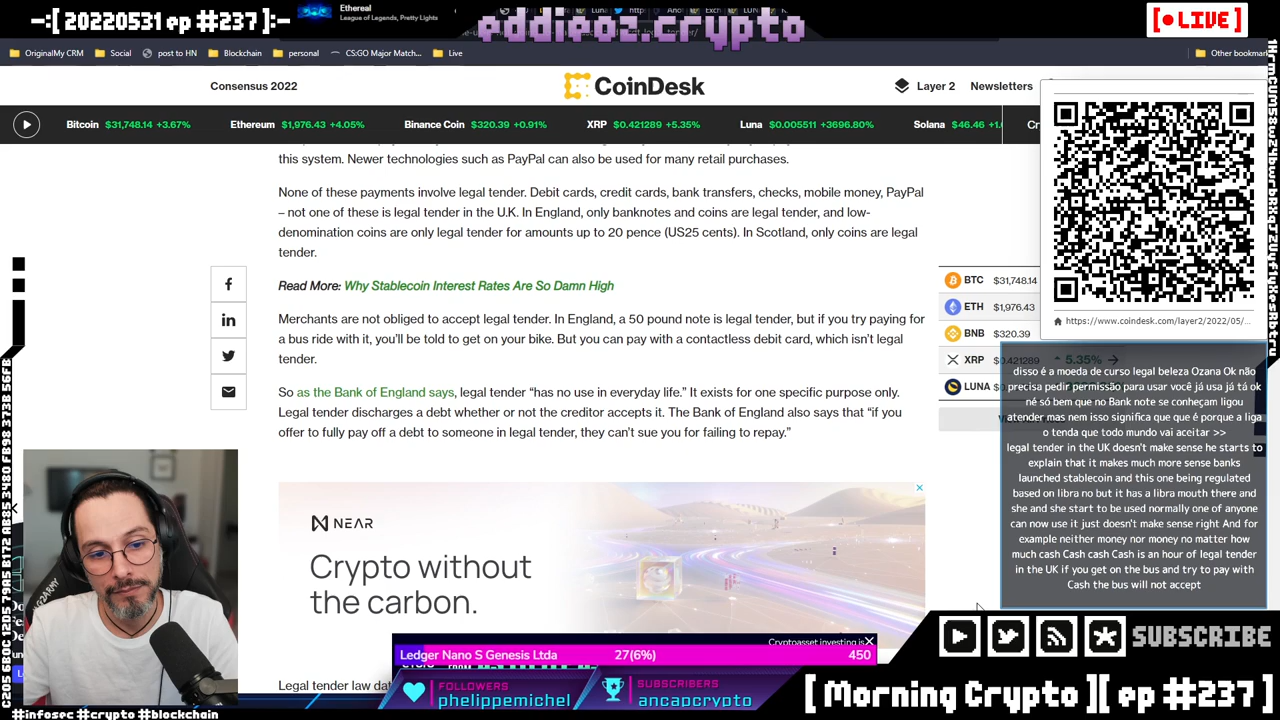 -:[ 20220531 ep #237 ]:-
Ethereal
League of Legends, Pretty Lights
eddieoz.crypto
[ LIVE ]
OriginalMy CRM
Social
post to HN
Blockchain
personal
CS:GO Major Match...
Live
Other bookmar
Consensus 2022
CoinDesk
Layer 2
Newsletters
Bitcoin $31,748.14 +3.67%
Ethereum $1,976.43 +4.05%
Binance Coin $320.39 +0.91%
XRP $0.421289 +5.35%
Luna $0.005511 +3696.80%
Solana $46.46 +1.
this system. Newer technologies such as PayPal can also be used for many retail purchases.
None of these payments involve legal tender. Debit cards, credit cards, bank transfers, checks, mobile money, PayPal
– not one of these is legal tender in the U.K. In England, only banknotes and coins are legal tender, and low-
denomination coins are only legal tender for amounts up to 20 pence (US25 cents). In Scotland, only coins are legal
tender.
Read More: Why Stablecoin Interest Rates Are So Damn High
Merchants are not obliged to accept legal tender. In England, a 50 pound note is legal tender, but if you try paying for
a bus ride with it, you'll be told to get on your bike. But you can pay with a contactless debit card, which isn't legal
tender.
So as the Bank of England says, legal tender “has no use in everyday life.” It exists for one specific purpose only.
Legal tender discharges a debt whether or not the creditor accepts it. The Bank of England also says that “if you
offer to fully pay off a debt to someone in legal tender, they can't sue you for failing to repay.”
NEAR
Crypto without
the carbon.
Cryptoasset investing is
Legal tender law dat
BTC $31,748.14
ETH $1,976.43
BNB $320.39
XRP $0.421289 5.35%
LUNA
https://www.coindesk.com/layer2/2022/05/...
disso é a moeda de curso legal beleza Ozana Ok não
precisa pedir permissão para usar você já usa já tá ok
né só bem que no Bank note se conheçam ligou
atender mas nem isso significa que que é porque a liga
o tenda que todo mundo vai aceitar >>
legal tender in the UK doesn't make sense he starts to
explain that it makes much more sense banks
launched stablecoin and this one being regulated
based on libra no but it has a libra mouth there and
she and she start to be used normally one of anyone
can now use it just doesn't make sense right And for
example neither money nor money no matter how
much cash Cash cash Cash is an hour of legal tender
in the UK if you get on the bus and try to pay with
Cash the bus will not accept
SUBSCRIBE
Ledger Nano S Genesis Ltda 27(6%) 450
FOLLOWERS
phelippemichel
SUBSCRIBERS
ancapcrypto
[ Morning Crypto ][ ep #237 ]
#infosec #crypto #blockchain